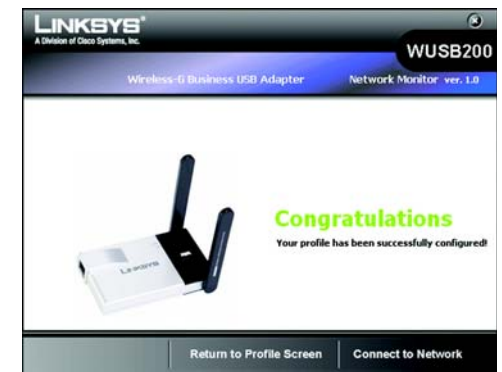 LINKSYS®
A Division of Cisco Systems, Inc.
WUSB200
Wireless-G Business USB Adapter
Network Monitor ver. 1.0
LINKSYS
Congratulations
Your profile has been successfully configured!
Return to Profile Screen
Connect to Network